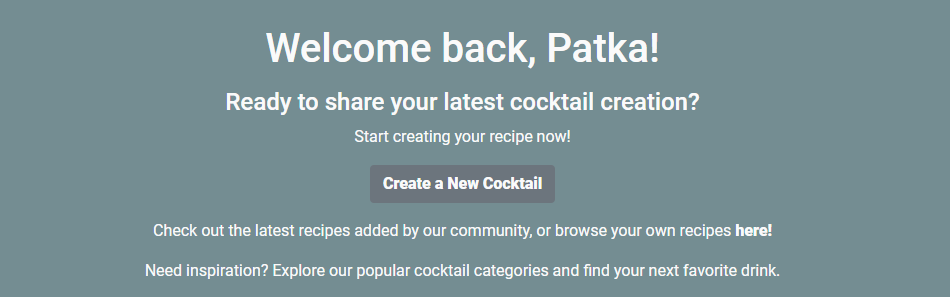 Welcome back, Patka!
Ready to share your latest cocktail creation?
Start creating your recipe now!
Create a New Cocktail
Check out the latest recipes added by our community, or browse your own recipes here!
Need inspiration? Explore our popular cocktail categories and find your next favorite drink.